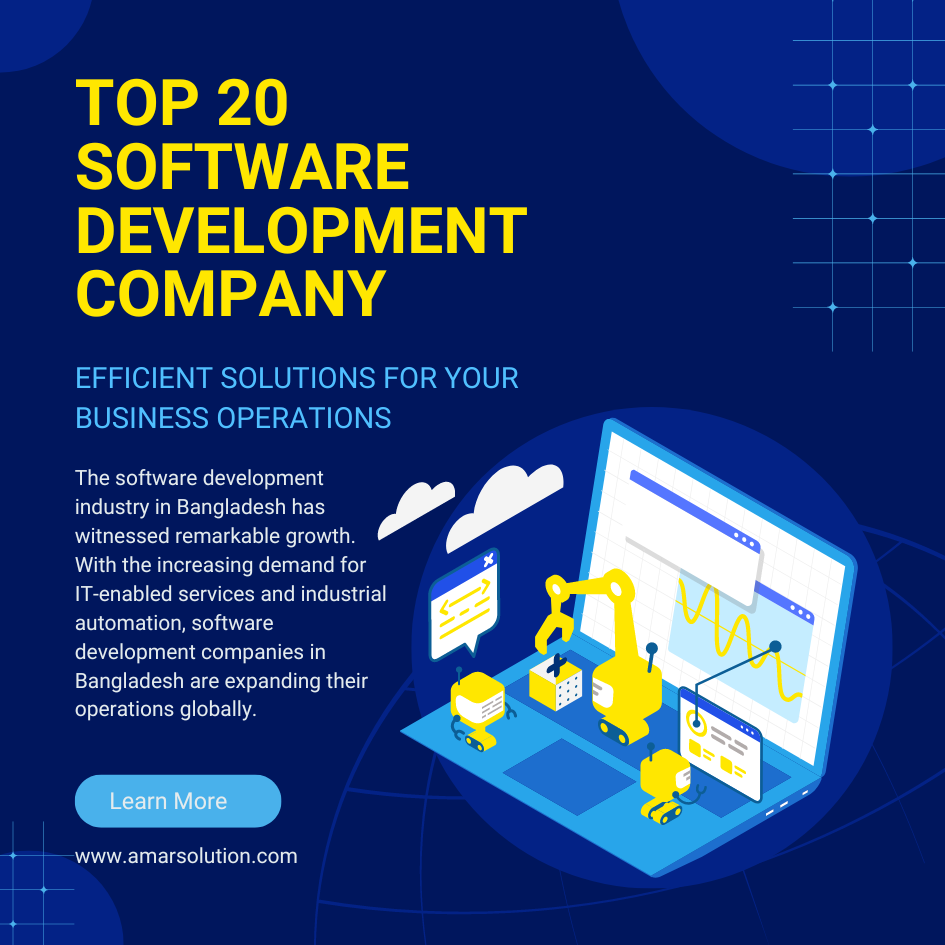 TOP 20
SOFTWARE
DEVELOPMENT
COMPANY
EFFICIENT SOLUTIONS FOR YOUR
BUSINESS OPERATIONS
The software development
industry in Bangladesh has
witnessed remarkable growth.
With the increasing demand for
IT-enabled services and industrial
automation, software
development companies in
Bangladesh are expanding their
operations globally.
Learn More
www.amarsolution.com